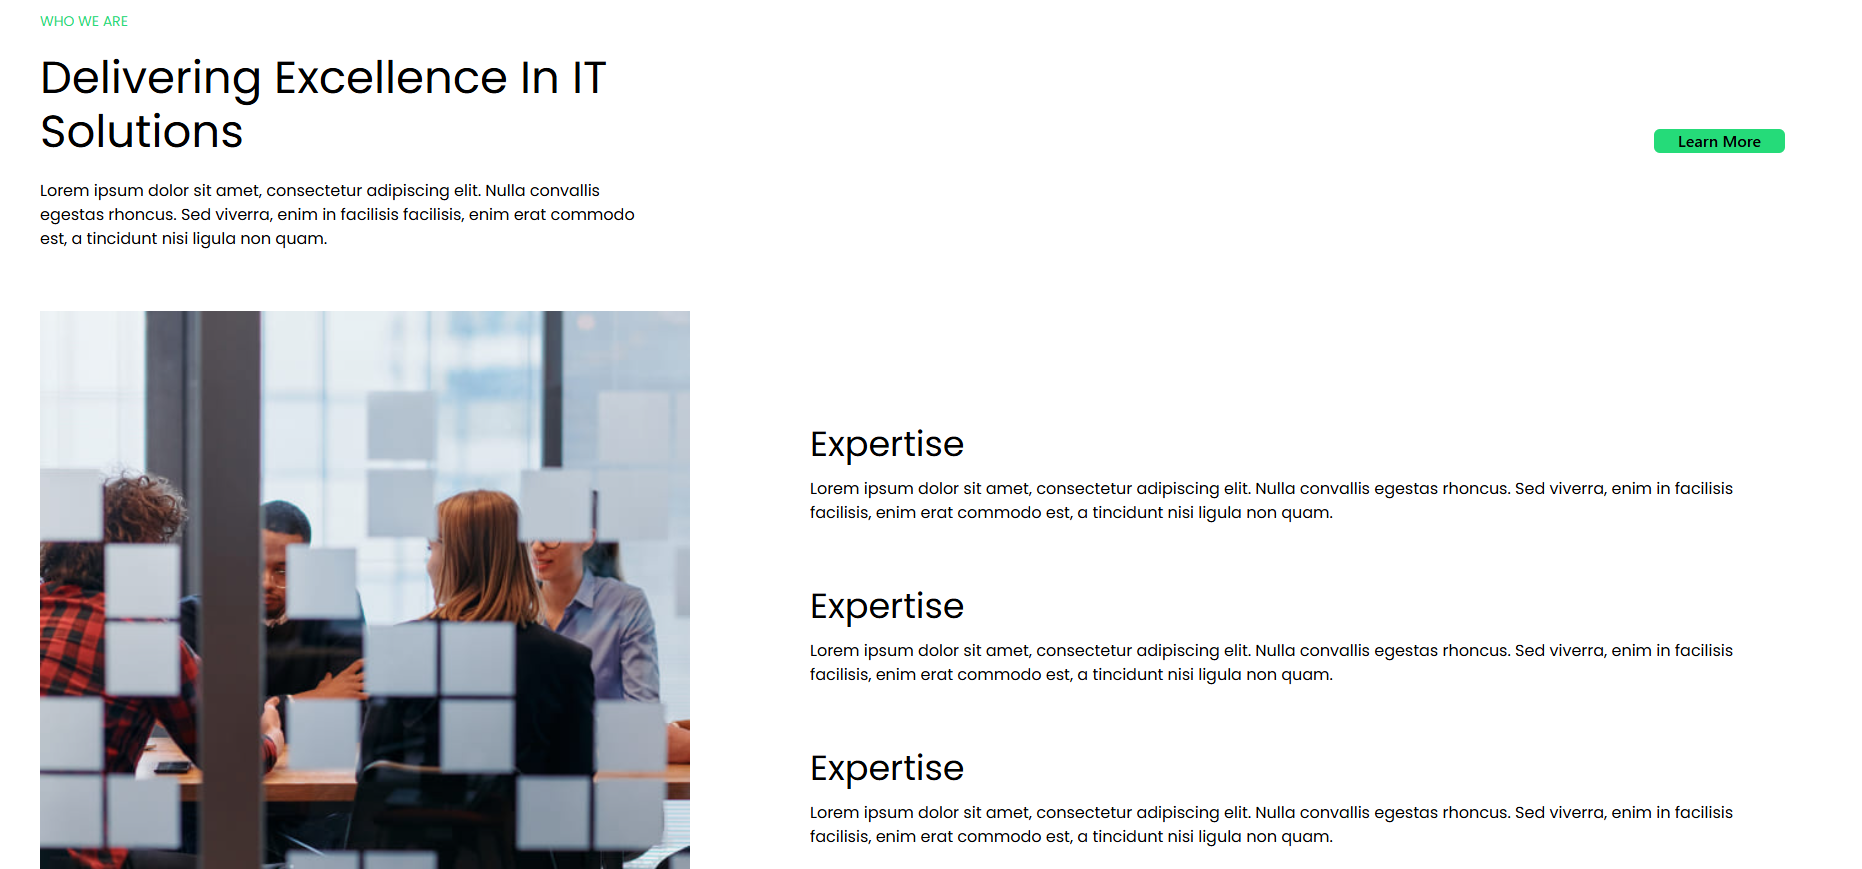 WHO WE ARE
Delivering Excellence In IT
Solutions
Learn More
Lorem ipsum dolor sit amet, consectetur adipiscing elit. Nulla convallis
egestas rhoncus. Sed viverra, enim in facilisis facilisis, enim erat commodo
est, a tincidunt nisi ligula non quam.
Expertise
Lorem ipsum dolor sit amet, consectetur adipiscing elit. Nulla convallis egestas rhoncus. Sed viverra, enim in facilisis
facilisis, enim erat commodo est, a tincidunt nisi ligula non quam.
Expertise
Lorem ipsum dolor sit amet, consectetur adipiscing elit. Nulla convallis egestas rhoncus. Sed viverra, enim in facilisis
facilisis, enim erat commodo est, a tincidunt nisi ligula non quam.
Expertise
Lorem ipsum dolor sit amet, consectetur adipiscing elit. Nulla convallis egestas rhoncus. Sed viverra, enim in facilisis
facilisis, enim erat commodo est, a tincidunt nisi ligula non quam.